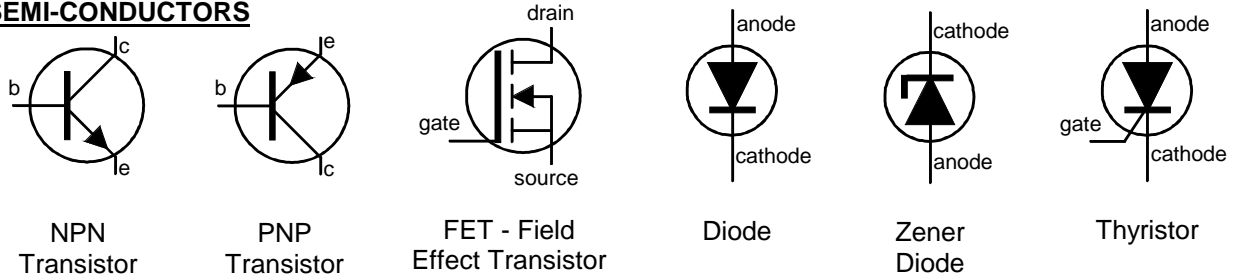 SEMI-CONDUCTORS
c
b
e
NPN
Transistor
e
b
c
PNP
Transistor
drain
gate
source
FET - Field
Effect Transistor
anode
cathode
Diode
cathode
anode
Zener
Diode
anode
gate
cathode
Thyristor